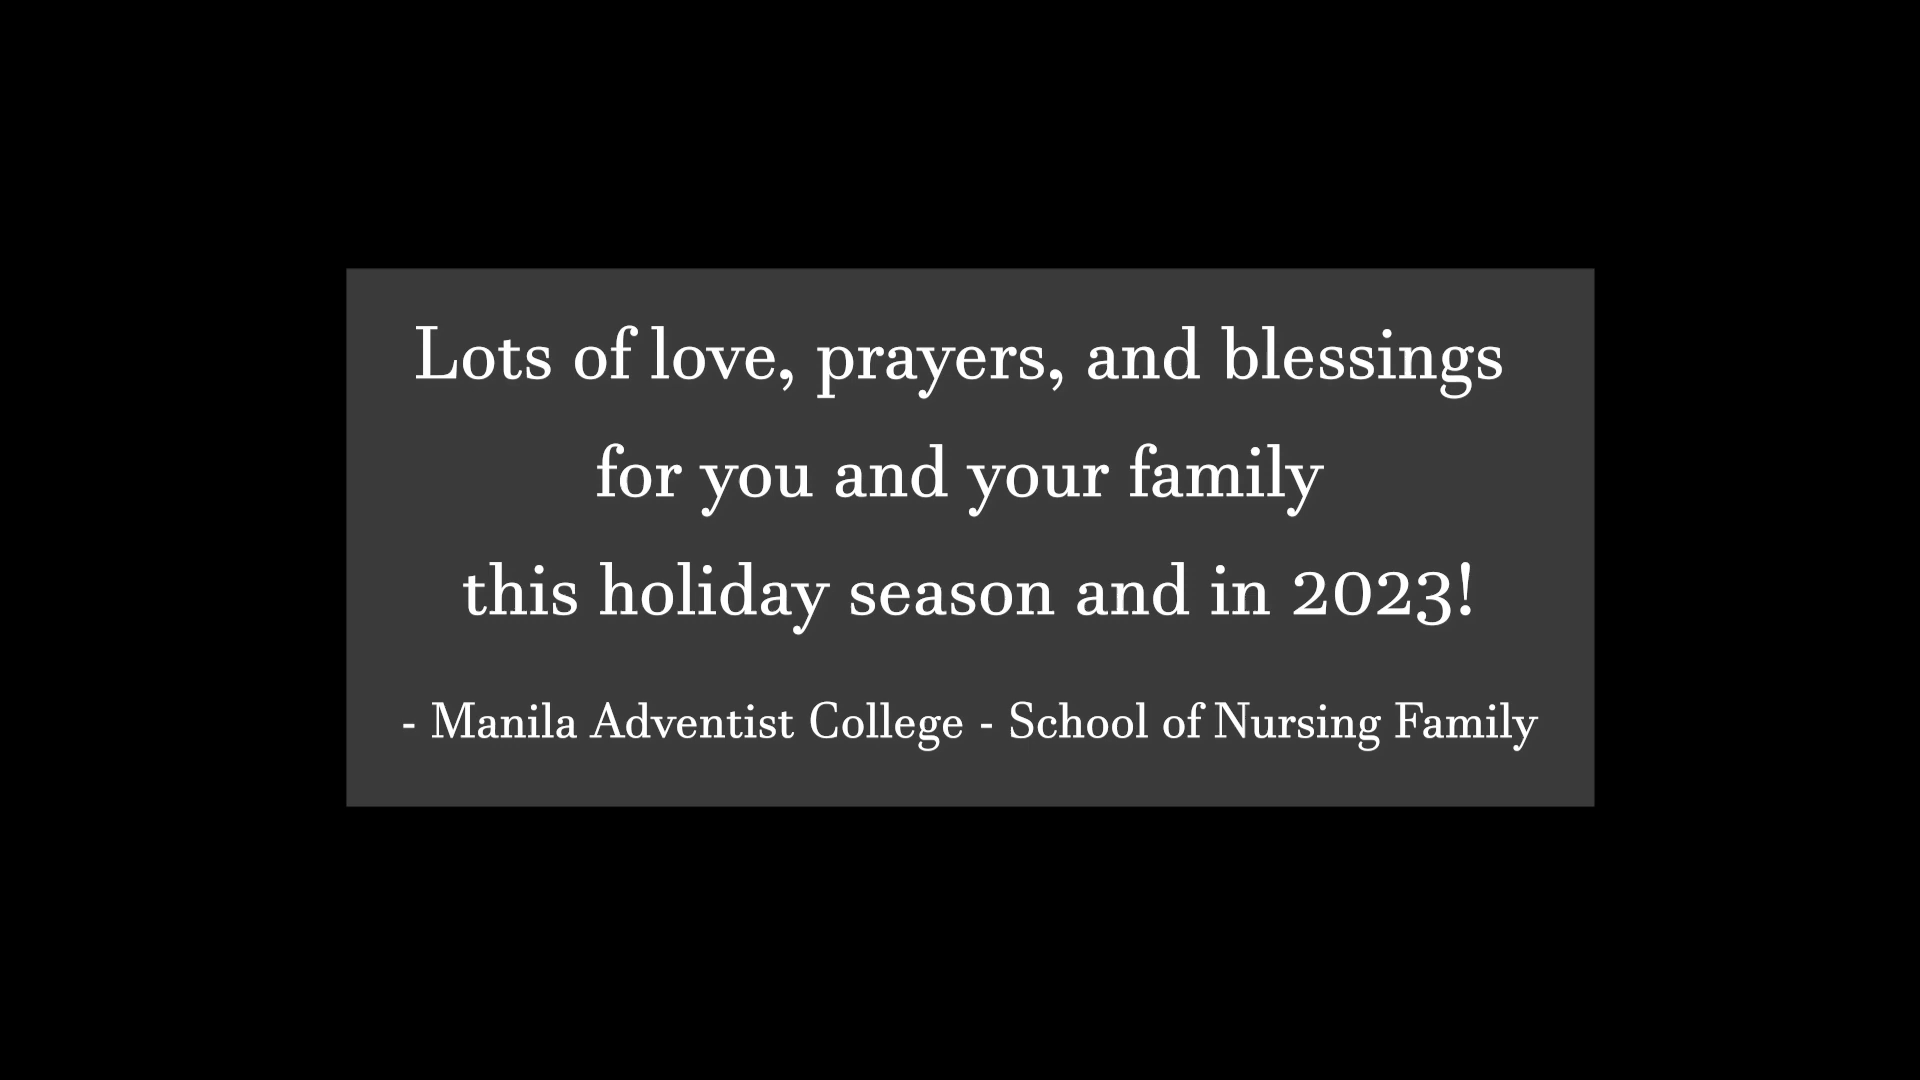 Lots of love, prayers, and blessings
for you and your family
this holiday season and in 2023!
- Manila Adventist College - School of Nursing Family